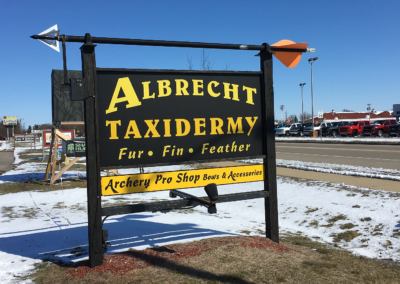 ALBRECHT
TAXIDERMY
Fur • Fin • Feather
Archery Pro Shop Bows & Accessories